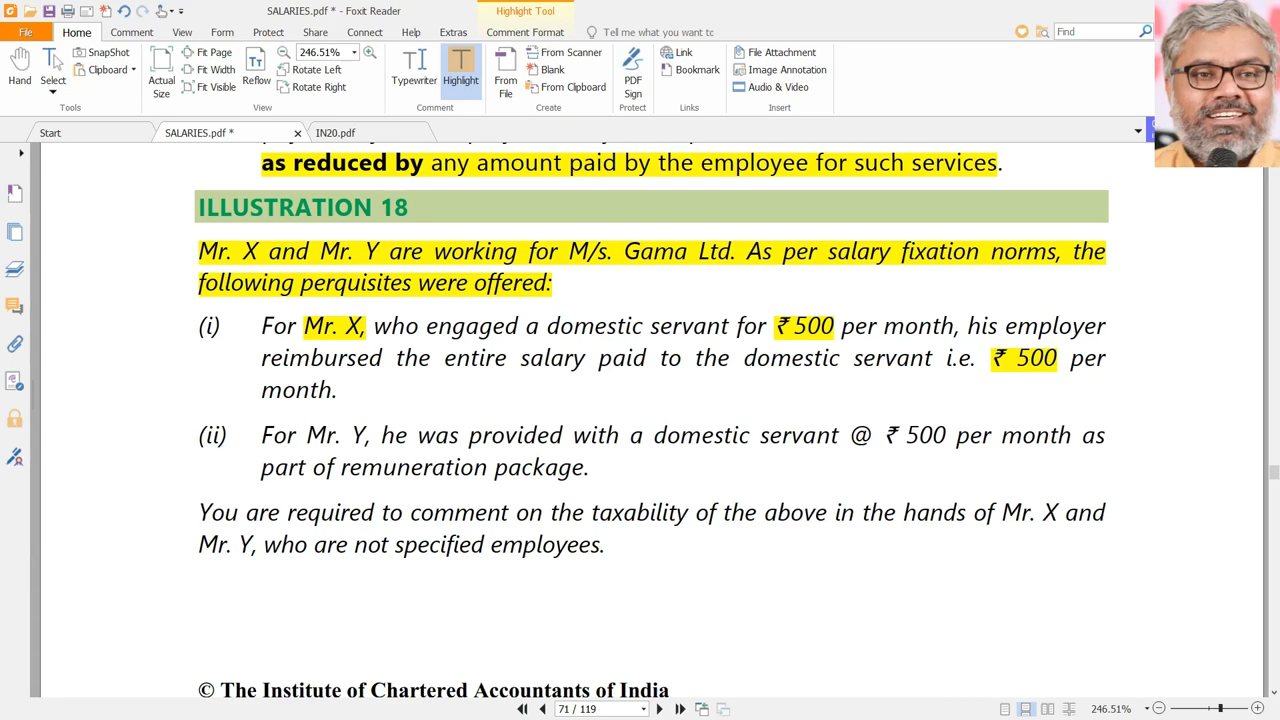 SALARIES.pdf * - Foxit Reader
Highlight Tool
File Home Comment View Form Protect Share Connect Help Extras Comment Format Tell me what you want to Find
Hand
Select
SnapShot
Clipboard
Actual Size
Fit Page
Fit Width
Fit Visible
Reflow
246.51%
Rotate Left
Rotate Right
Typewriter
Highlight
From File
From Scanner
Blank
From Clipboard
PDF Sign
Link
Bookmark
File Attachment
Image Annotation
Audio & Video
Tools View Comment Create Protect Links Insert
Start SALARIES.pdf * IN20.pdf
as reduced by any amount paid by the employee for such services.
ILLUSTRATION 18
Mr. X and Mr. Y are working for M/s. Gama Ltd. As per salary fixation norms, the
following perquisites were offered:
(i) For Mr. X, who engaged a domestic servant for ₹ 500 per month, his employer
reimbursed the entire salary paid to the domestic servant i.e. ₹ 500 per
month.
(ii) For Mr. Y, he was provided with a domestic servant @ ₹ 500 per month as
part of remuneration package.
You are required to comment on the taxability of the above in the hands of Mr. X and
Mr. Y, who are not specified employees.
© The Institute of Chartered Accountants of India
71 / 119
246.51%